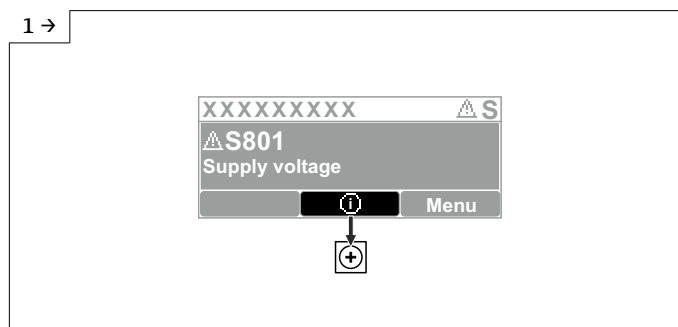 1 →
XXXXXXXXX ⚠ S
⚠S801
Supply voltage
ⓘ Menu
+